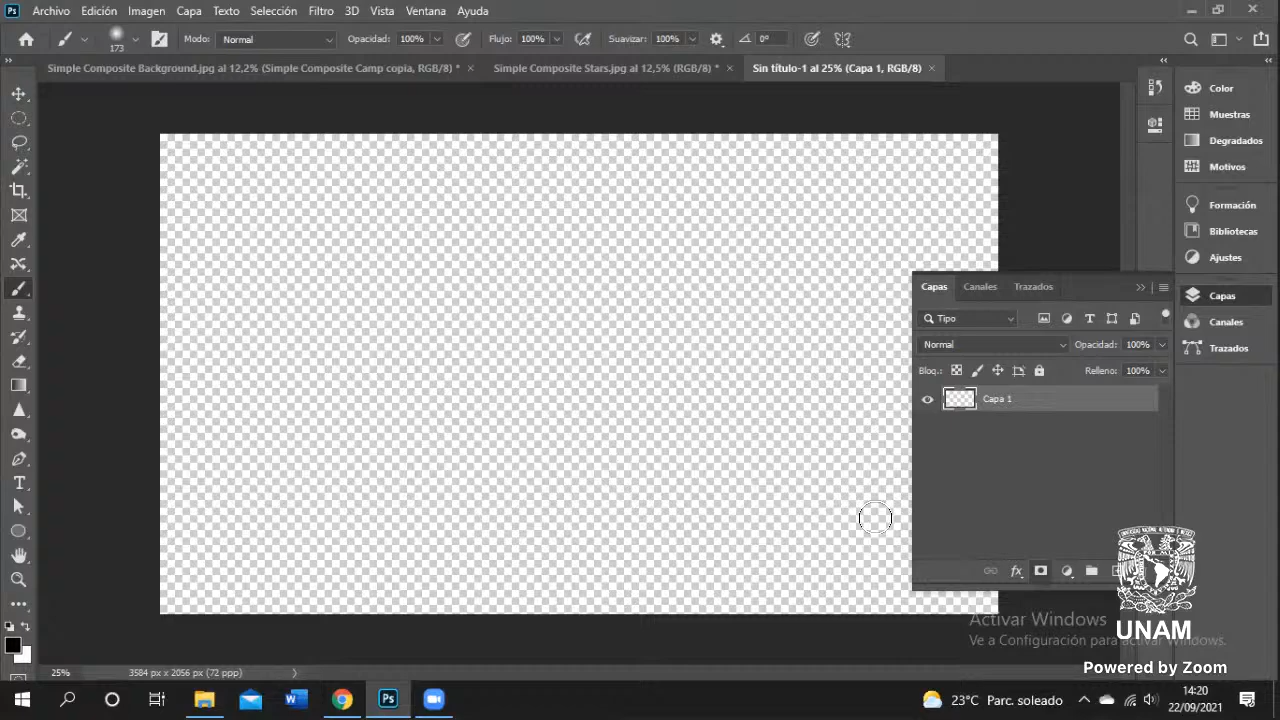 Ps Archivo Edición Imagen Capa Texto Selección Filtro 3D Vista Ventana Ayuda
173 Modo: Normal Opacidad: 100% Flujo: 100% Suavizar: 100% 0°
Simple Composite Background.jpg al 12,2% (Simple Composite Camp copia, RGB/8) * × Simple Composite Stars.jpg al 12,5% (RGB/8) * × Sin título-1 al 25% (Capa 1, RGB/8) ×
Color
Muestras
Degradados
Motivos
Formación
Bibliotecas
Ajustes
Capas
Canales
Trazados
Capas Canales Trazados
Tipo
Normal Opacidad: 100%
Bloq.: Relleno: 100%
Capa 1
fx
Activar Windows
Ve a Configuración para activar Windows.
UNAM
Powered by Zoom
25% 3584 px x 2056 px (72 ppp)
23°C Parc. soleado
14:20
22/09/2021